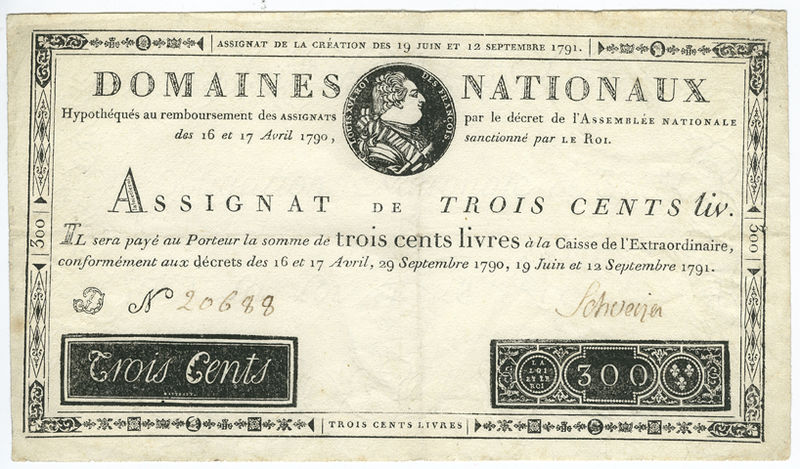 ASSIGNAT DE LA CRÉATION DES 19 JUIN ET 12 SEPTEMBRE 1791.
DOMAINES NATIONAUX
LOUIS XVI ROI DES FRANÇOIS
Hypothéqués au remboursement des ASSIGNATS par le décret de l'ASSEMBLÉE NATIONALE
des 16 et 17 Avril 1790, sanctionné par LE ROI.
ASSIGNAT DE TROIS CENTS liv.
IL sera payé au Porteur la somme de trois cents livres à la Caisse de l'Extraordinaire,
conformément aux décrets des 16 et 17 Avril, 29 Septembre 1790, 19 Juin et 12 Septembre 1791.
300
300
N 20688
Trois Cents
LA
LOI
ET LE
ROI
300
TROIS CENTS LIVRES